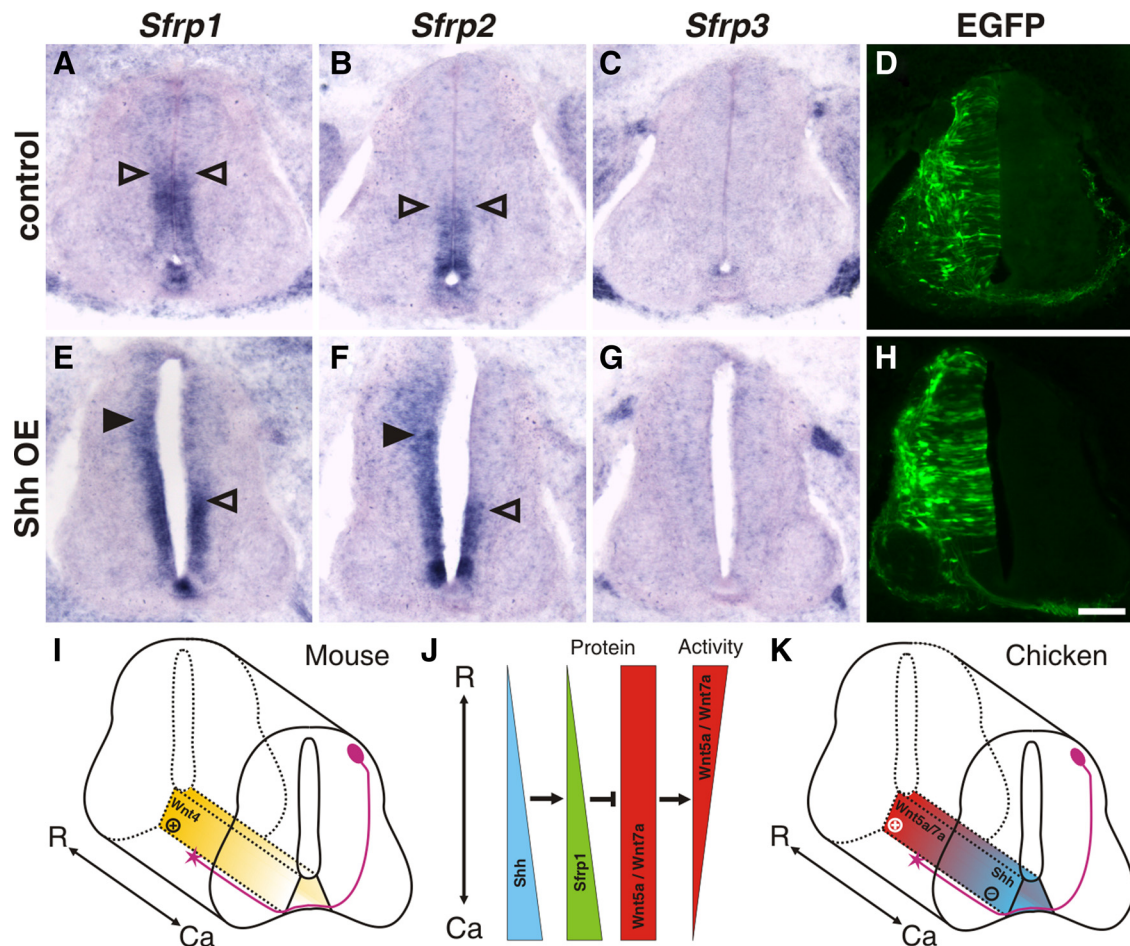 Sfrp1 Sfrp2 Sfrp3 EGFP
control
A B C D
Shh OE
E F G H
I Mouse J Protein Activity K Chicken
R
Ca
Wnt4
+
R
Ca
Shh
Sfrp1
Wnt5a / Wnt7a
Wnt5a / Wnt7a
R
Ca
Wnt5a/7a
+
Shh
-